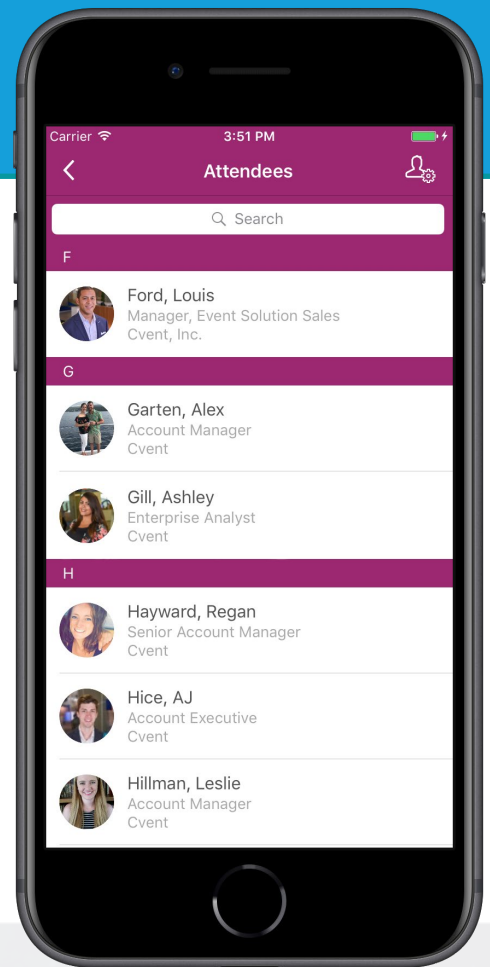 Carrier 3:51 PM
Attendees
Search
F
Ford, Louis
Manager, Event Solution Sales
Cvent, Inc.
G
Garten, Alex
Account Manager
Cvent
Gill, Ashley
Enterprise Analyst
Cvent
H
Hayward, Regan
Senior Account Manager
Cvent
Hice, AJ
Account Executive
Cvent
Hillman, Leslie
Account Manager
Cvent